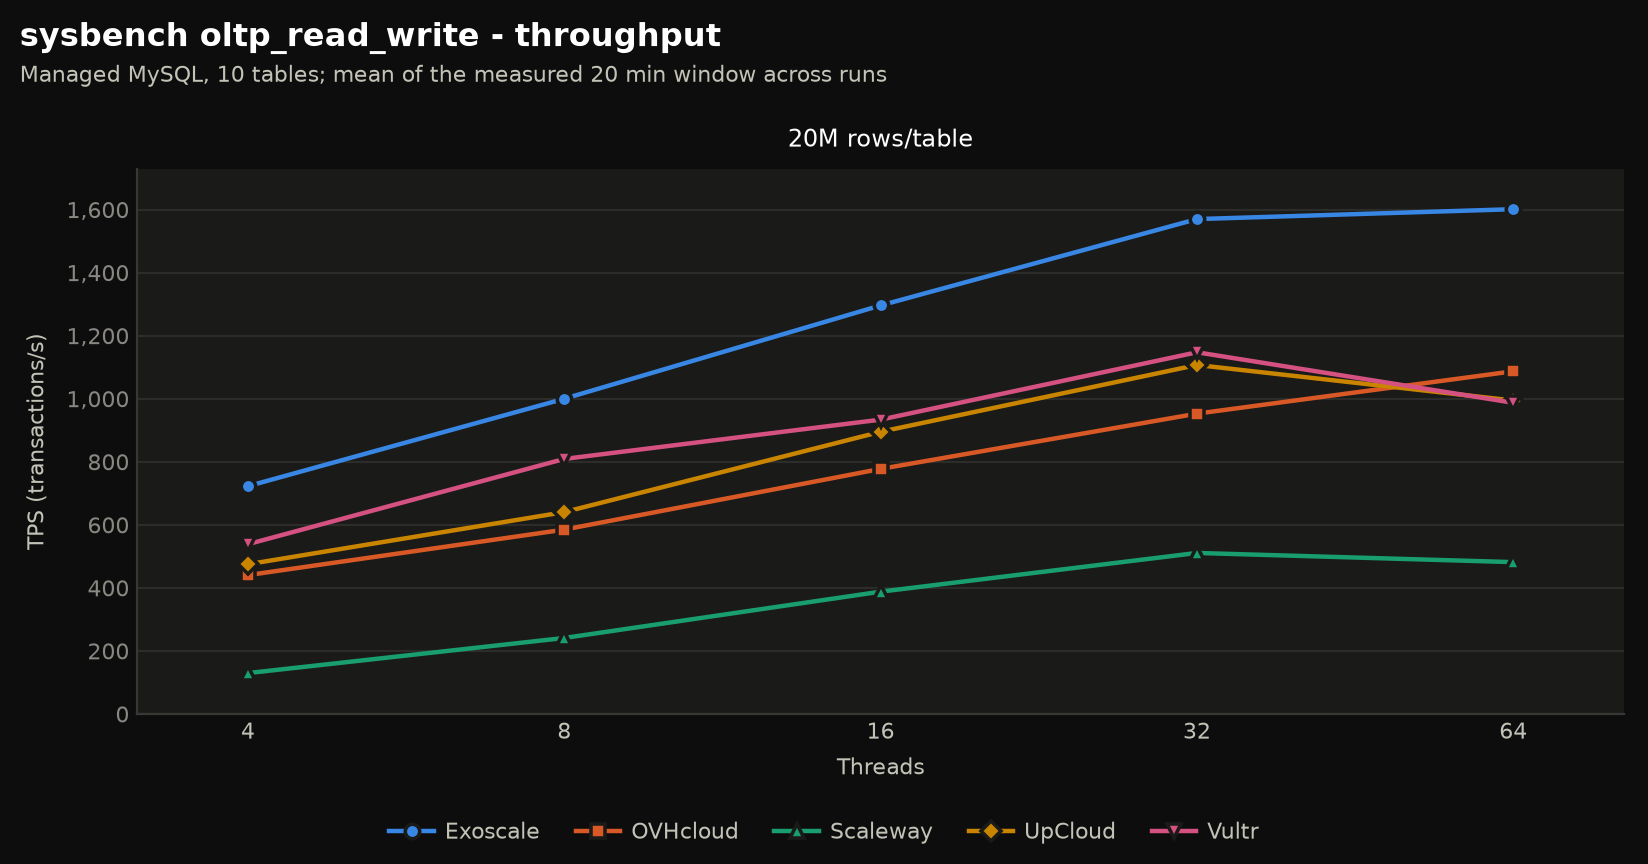 sysbench oltp_read_write - throughput
Managed MySQL, 10 tables; mean of the measured 20 min window across runs
20M rows/table
TPS (transactions/s)
1,600
1,400
1,200
1,000
800
600
400
200
0
4 8 16 32 64
Threads
Exoscale OVHcloud Scaleway UpCloud Vultr